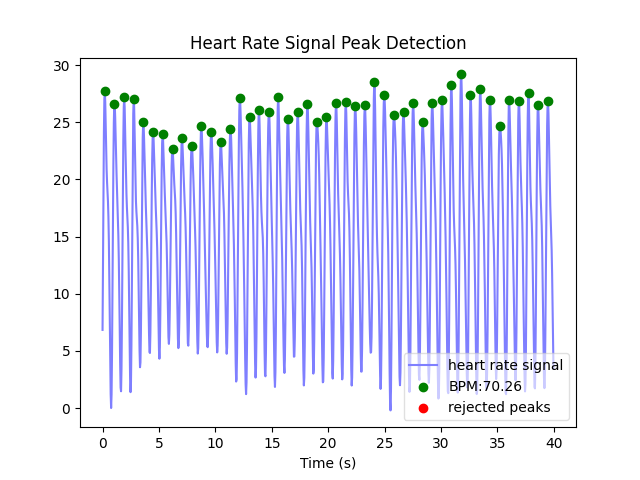 Heart Rate Signal Peak Detection
30
25
20
15
10
5
0
heart rate signal
BPM:70.26
rejected peaks
0 5 10 15 20 25 30 35 40
Time (s)